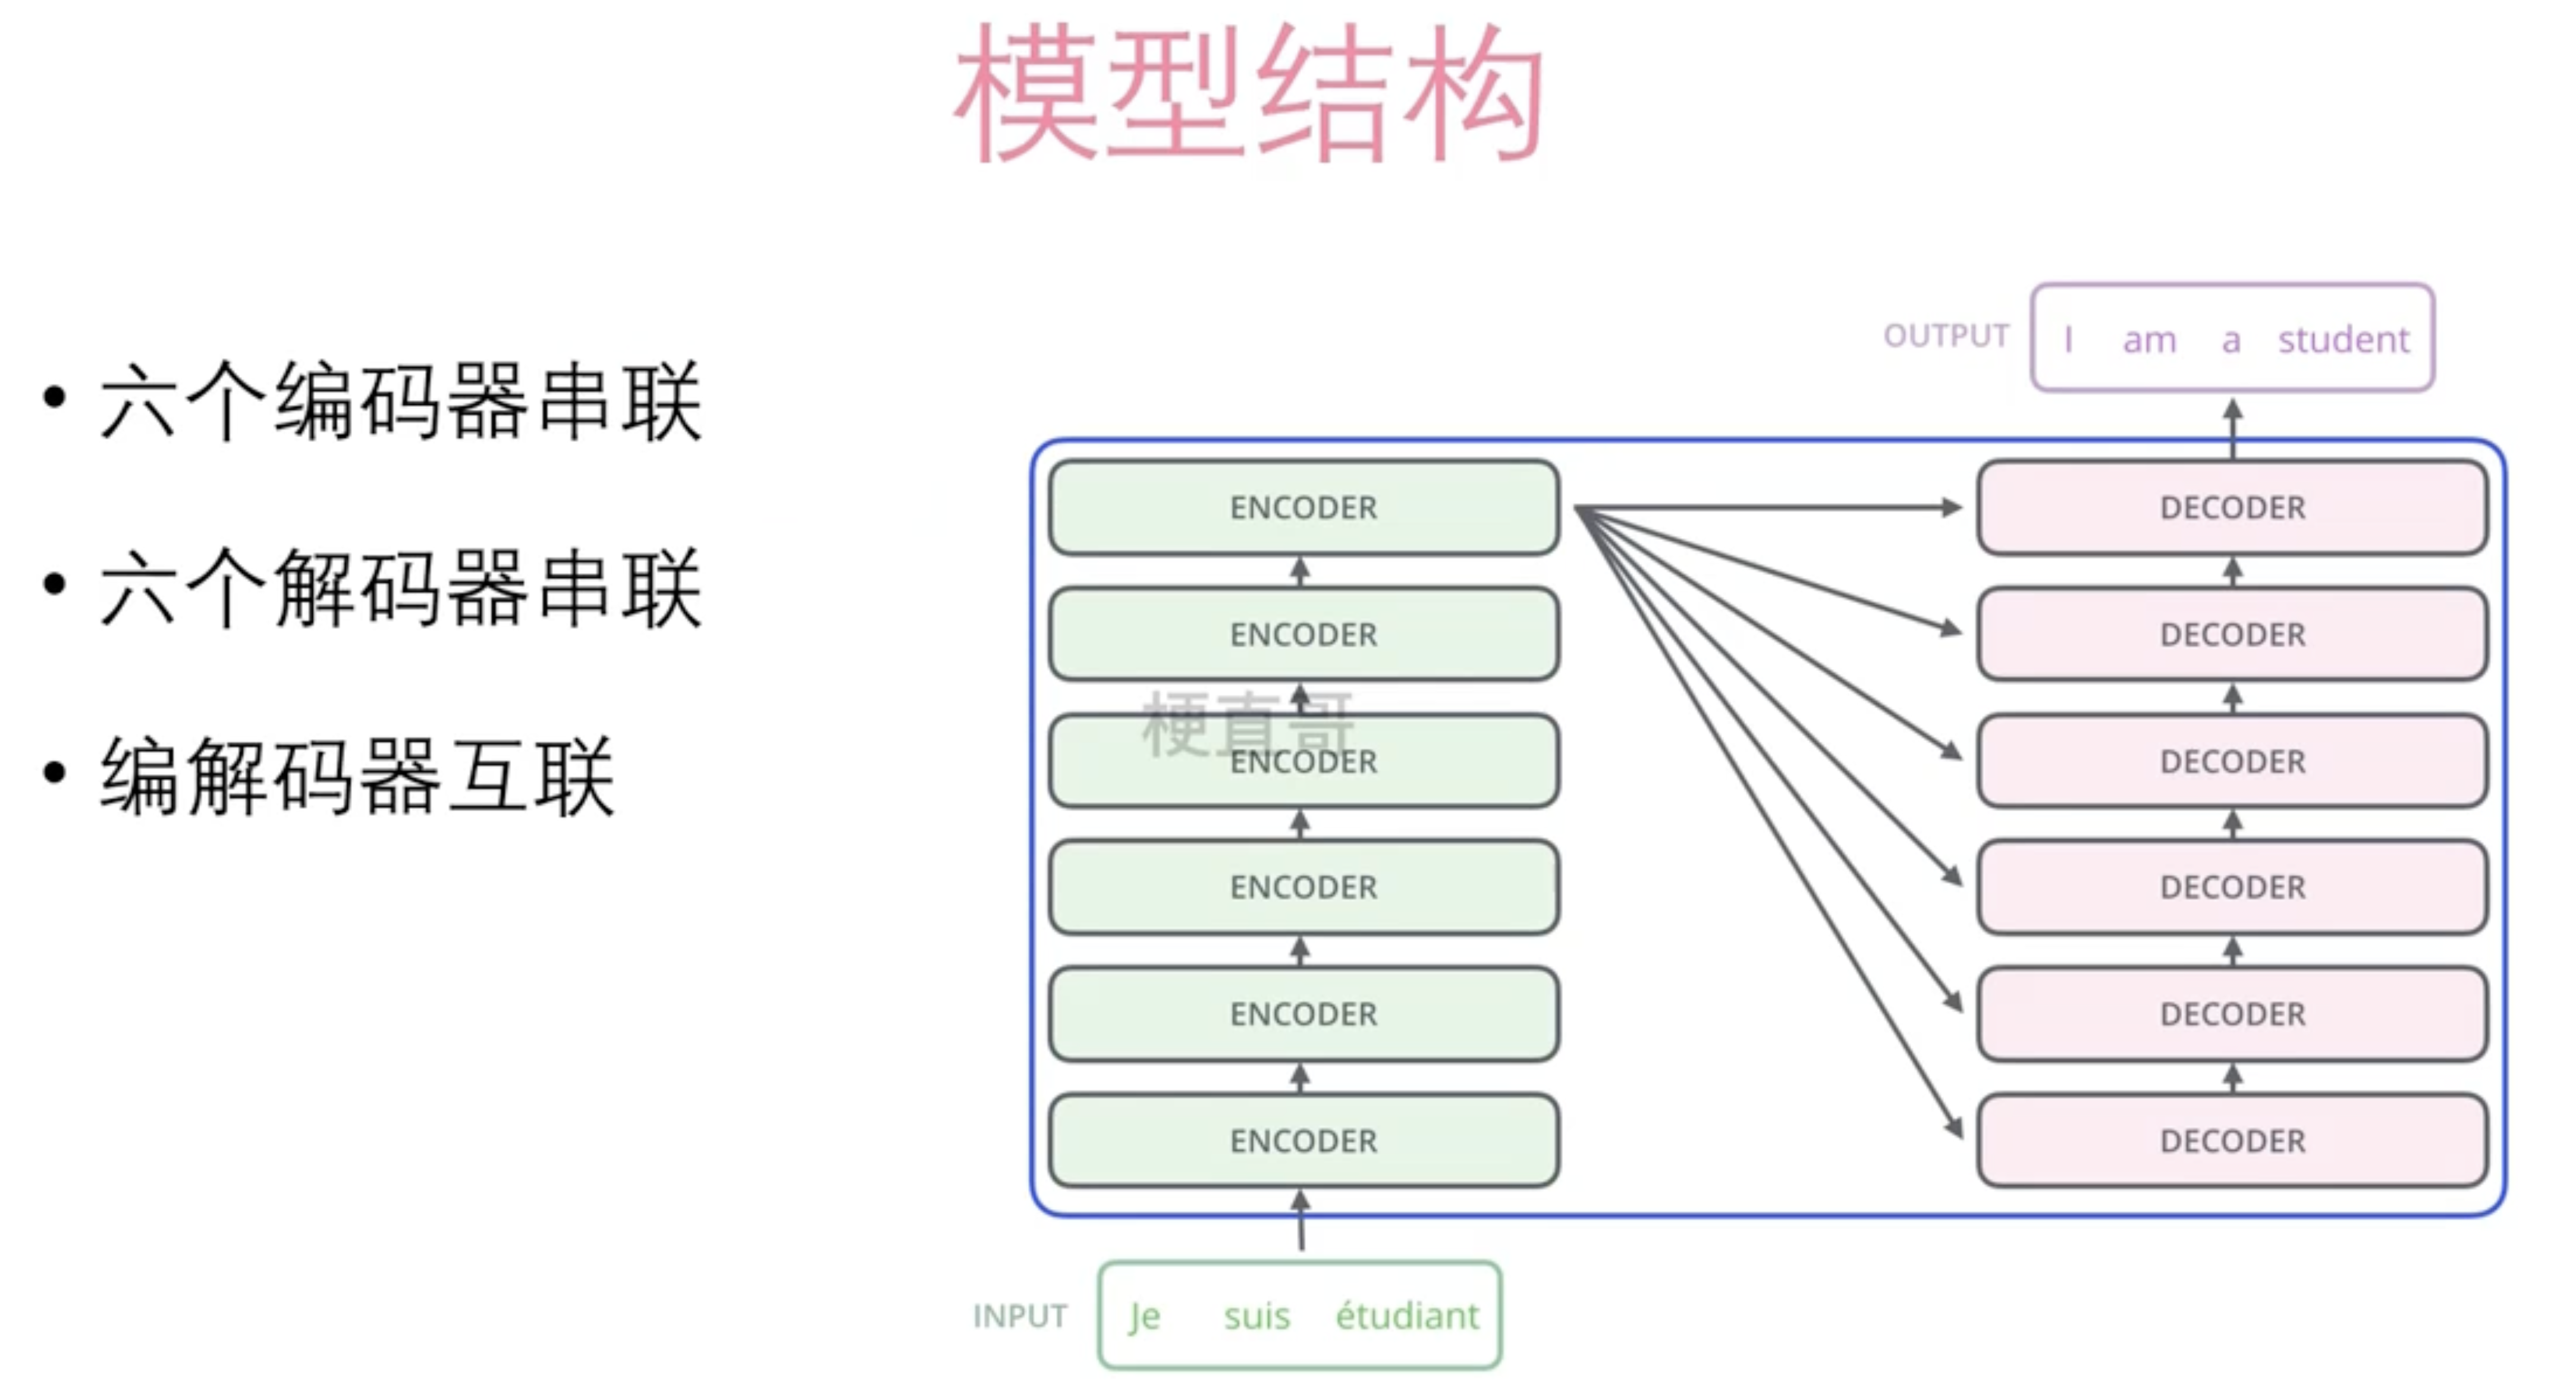 模型结构
• 六个编码器串联
• 六个解码器串联
• 编解码器互联
OUTPUT
I am a student
ENCODER
DECODER
ENCODER
DECODER
梗直哥
ENCODER
DECODER
ENCODER
DECODER
ENCODER
DECODER
ENCODER
DECODER
INPUT
Je suis étudiant